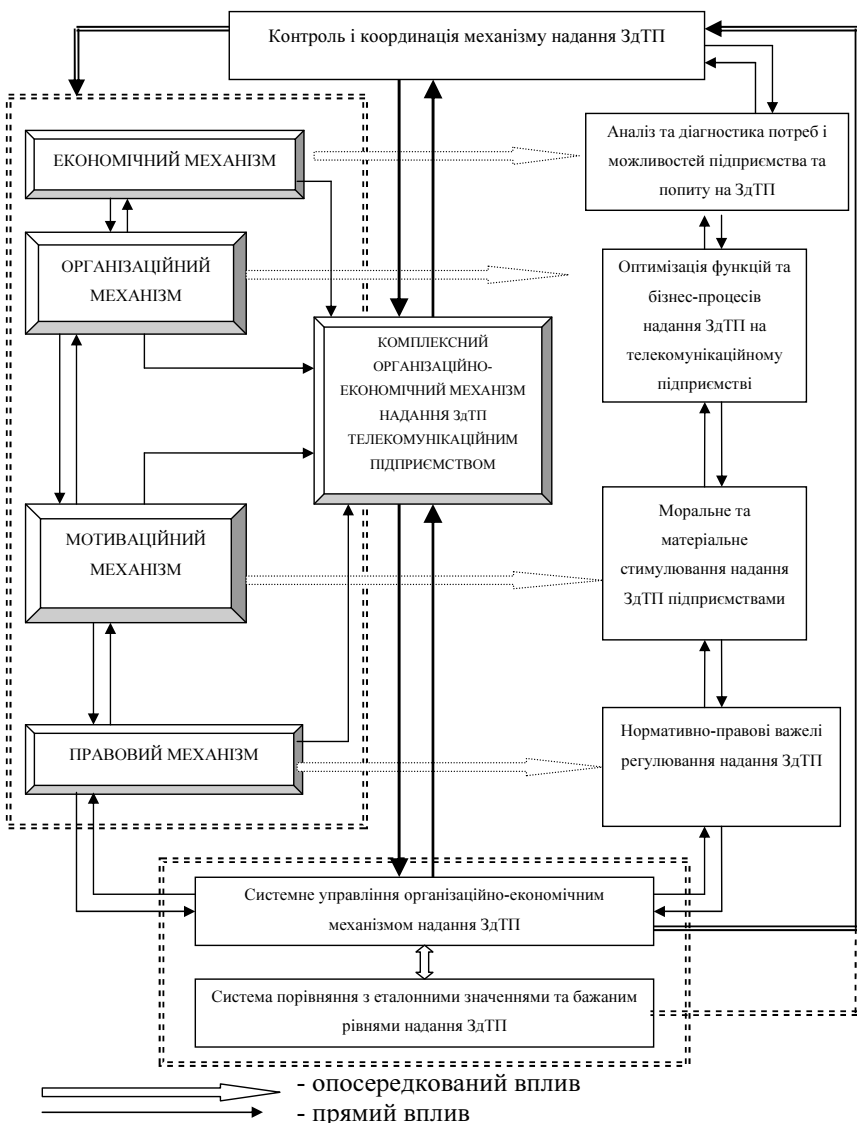 Контроль і координація механізму надання ЗдТП
ЕКОНОМІЧНИЙ МЕХАНІЗМ
Аналіз та діагностика потреб і
можливостей підприємства та
попиту на ЗдТП
ОРГАНІЗАЦІЙНИЙ
МЕХАНІЗМ
Оптимізація функцій та
бізнес-процесів
надання ЗдТП на
телекомунікаційному
підприємстві
КОМПЛЕКСНИЙ
ОРГАНІЗАЦІЙНО-
ЕКОНОМІЧНИЙ МЕХАНІЗМ
НАДАННЯ ЗдТП
ТЕЛЕКОМУНІКАЦІЙНИМ
ПІДПРИЄМСТВОМ
МОТИВАЦІЙНИЙ
МЕХАНІЗМ
Моральне та
матеріальне
стимулювання надання
ЗдТП підприємствами
ПРАВОВИЙ МЕХАНІЗМ
Нормативно-правові важелі
регулювання надання ЗдТП
Системне управління організаційно-економічним
механізмом надання ЗдТП
Система порівняння з еталонними значеннями та бажаним
рівнями надання ЗдТП
- опосередкований вплив
- прямий вплив